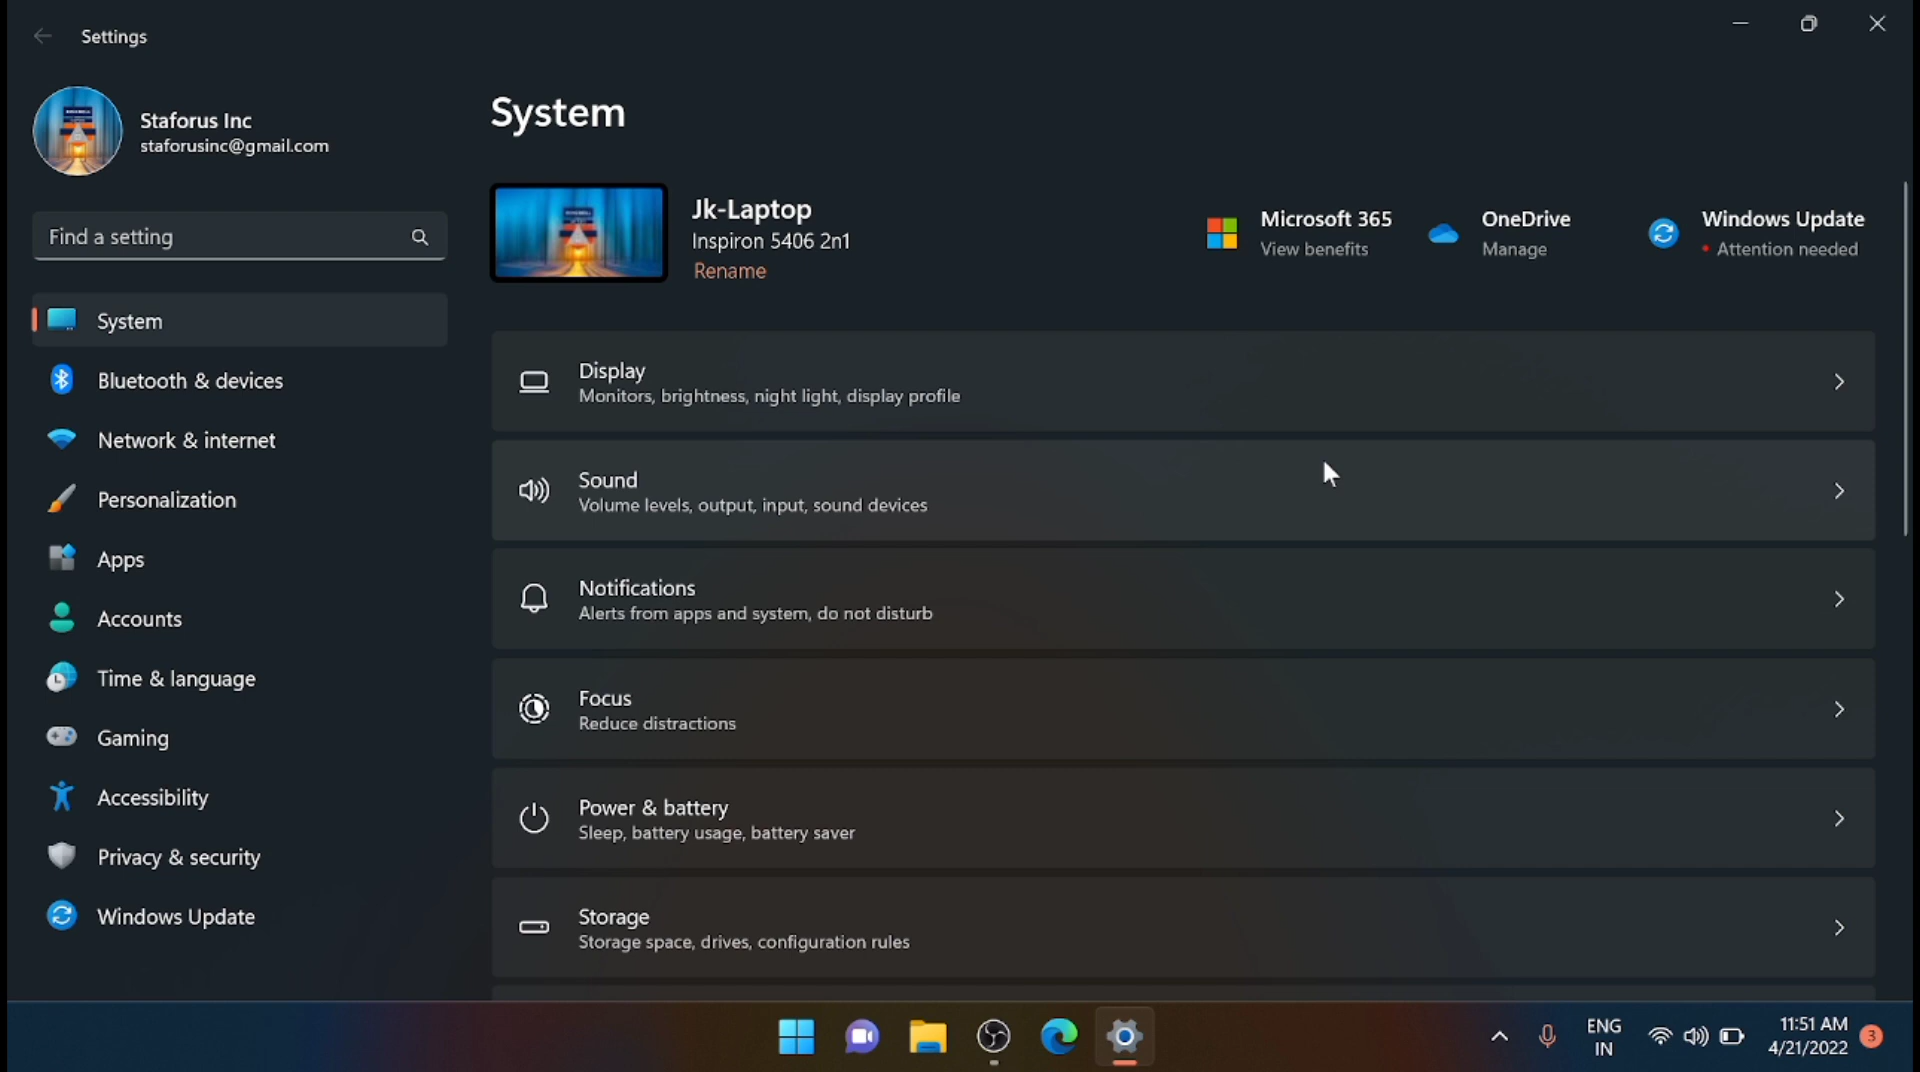 Settings
Staforus Inc
staforusinc@gmail.com
Find a setting
System
Bluetooth & devices
Network & internet
Personalization
Apps
Accounts
Time & language
Gaming
Accessibility
Privacy & security
Windows Update
System
Jk-Laptop
Inspiron 5406 2n1
Rename
Microsoft 365
View benefits
OneDrive
Manage
Windows Update
Attention needed
Display
Monitors, brightness, night light, display profile
Sound
Volume levels, output, input, sound devices
Notifications
Alerts from apps and system, do not disturb
Focus
Reduce distractions
Power & battery
Sleep, battery usage, battery saver
Storage
Storage space, drives, configuration rules
ENG
IN
11:51 AM
4/21/2022
3